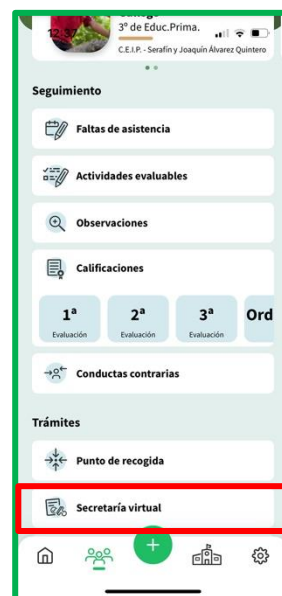 3º de Educ.Prima.
C.E.I.P. - Serafín y Joaquín Álvarez Quintero
Seguimiento
Faltas de asistencia
Actividades evaluables
Observaciones
Calificaciones
1ª 2ª 3ª Ord
Evaluación Evaluación Evaluación
Conductas contrarias
Trámites
Punto de recogida
Secretaría virtual